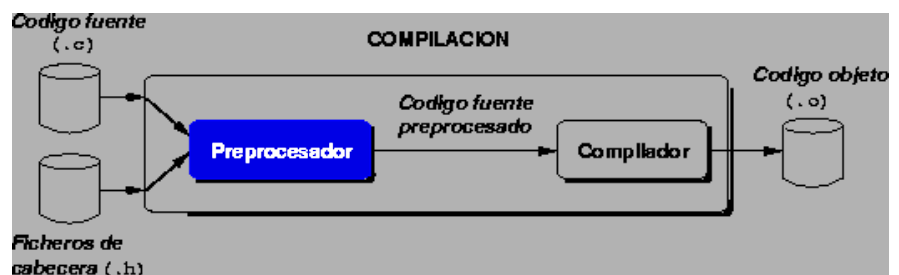 Codigo fuente
(.c)
COMPILACION
Codigo objeto
(.o)
Codigo fuente
preprocesado
Preprocesador
Compilador
Ficheros de
cabecera (.h)